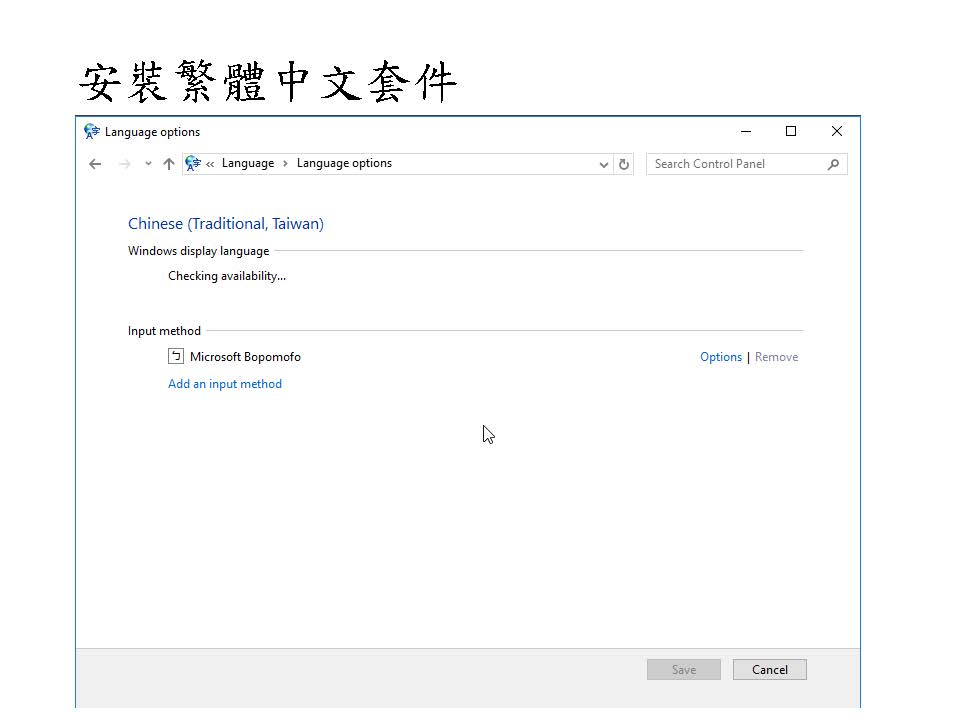 安裝繁體中文套件
Language options
« Language › Language options
Search Control Panel
Chinese (Traditional, Taiwan)
Windows display language
Checking availability...
Input method
ㄅ Microsoft Bopomofo
Options | Remove
Add an input method
Save
Cancel